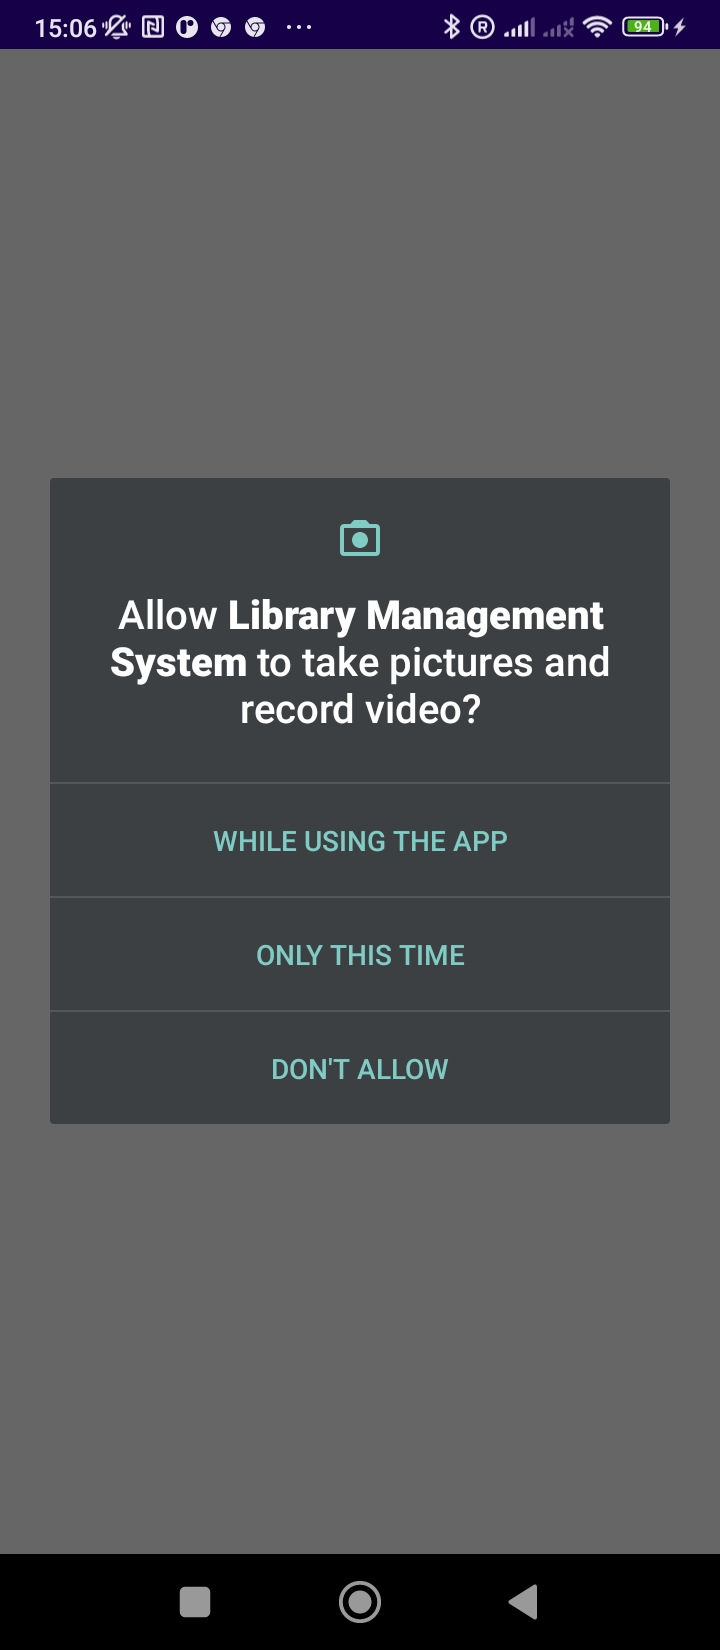 15:06 94
Allow Library Management
System to take pictures and
record video?
WHILE USING THE APP
ONLY THIS TIME
DON'T ALLOW